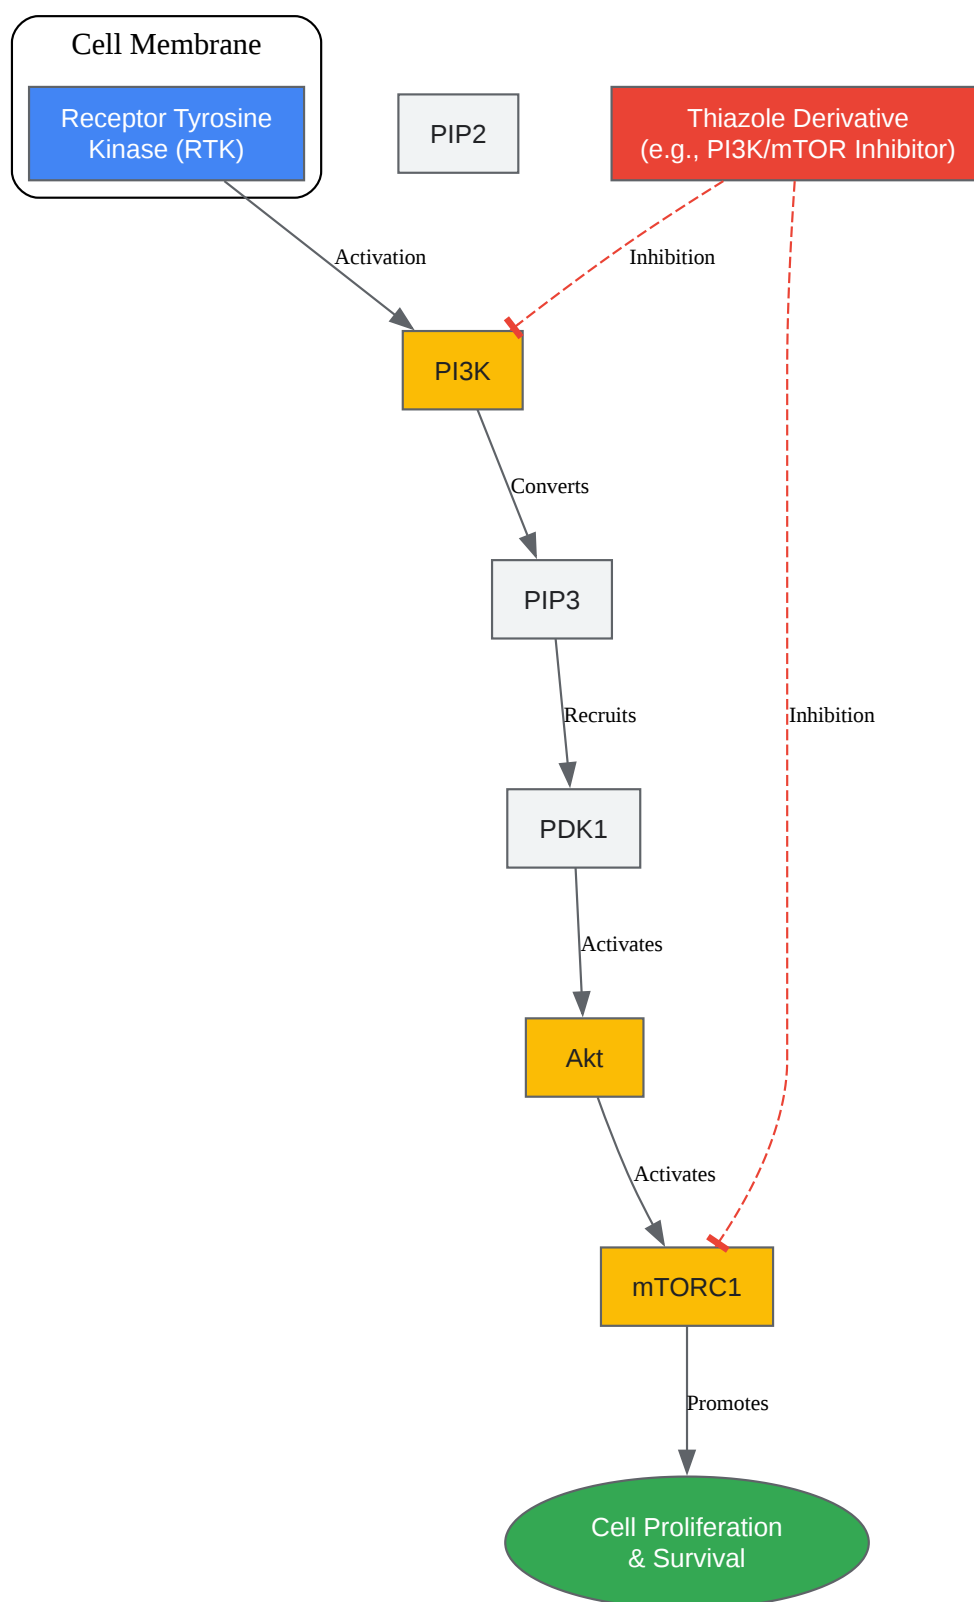 Cell Membrane
Receptor Tyrosine
Kinase (RTK)
PIP2
Thiazole Derivative
(e.g., PI3K/mTOR Inhibitor)
Activation
Inhibition
PI3K
Converts
PIP3
Recruits
Inhibition
PDK1
Activates
Akt
Activates
mTORC1
Promotes
Cell Proliferation
& Survival